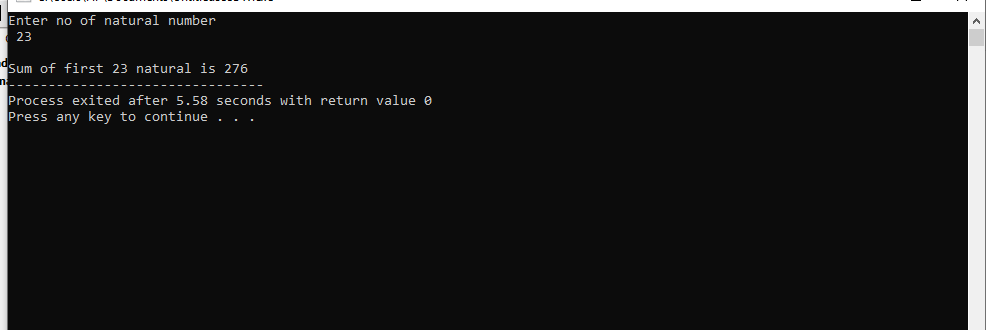 Enter no of natural number
23
Sum of first 23 natural is 276
--------------------------------
Process exited after 5.58 seconds with return value 0
Press any key to continue . . .